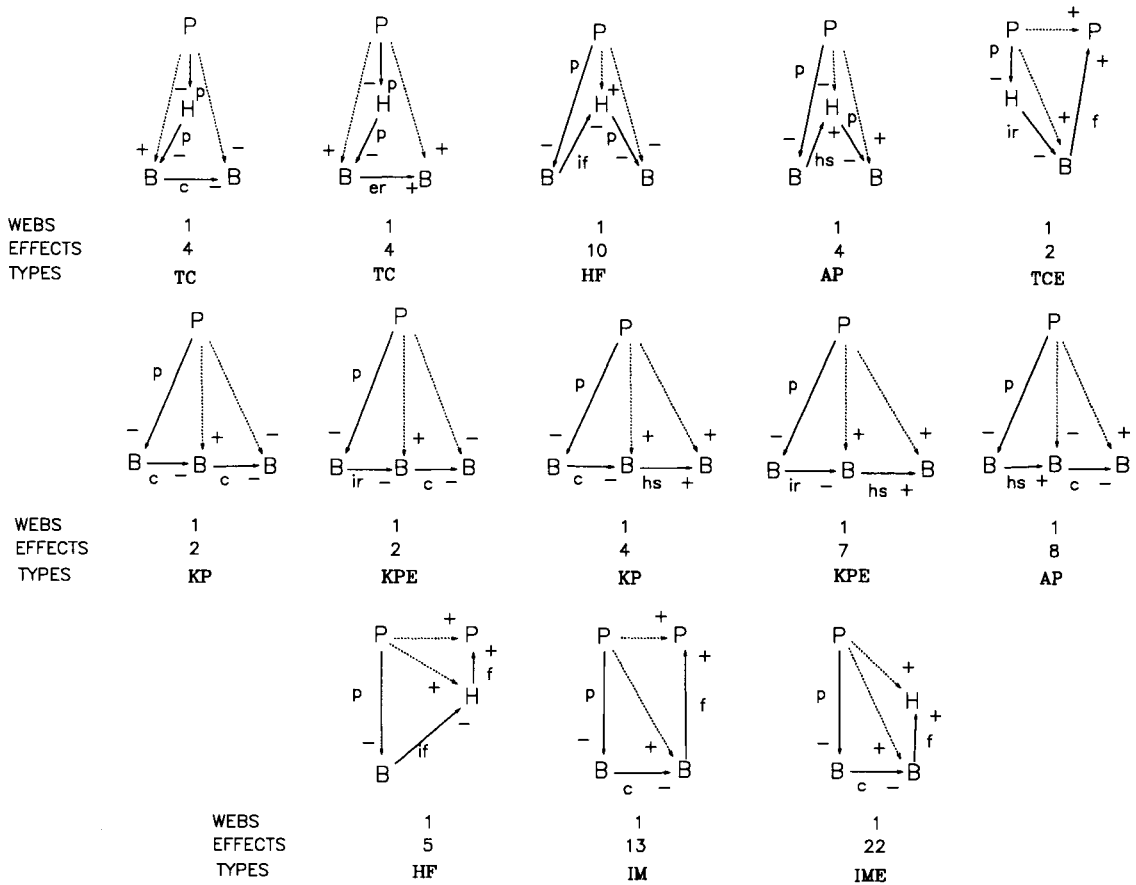 P P P P P + P
p + p
p p p p
− − + − −
H H H H H
p p − p + p ir + f
+ − − + − + − − − − − + −
B c − B B er + B B if B B hs B B
WEBS 1 1 1 1 1
EFFECTS 4 4 10 4 2
TYPES TC TC HF AP TCE
P P P P P
p p p p p
− + − − + − − + + − + + − − +
B B B B B B B B B B B B B B B
c − c − ir − c − c − hs + ir − hs + hs + c −
WEBS 1 1 1 1 1
EFFECTS 2 2 4 7 8
TYPES KP KPE KP KPE AP
P + P P + P P
+ + +
p + f p f p H
H +
− − − + − + f
B if B c − B B c − B
WEBS 1 1 1
EFFECTS 5 13 22
TYPES HF IM IME